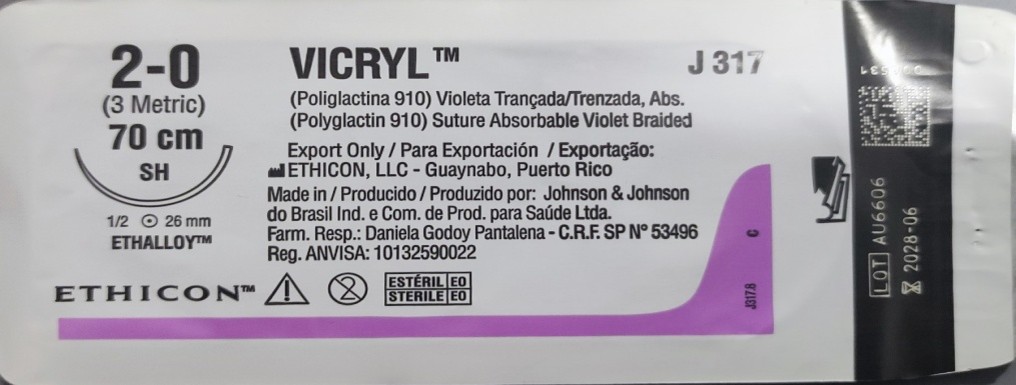 2-0
(3 Metric)
70 cm
SH
1/2 26 mm
ETHALLOY™
VICRYL™
J 317
(Poliglactina 910) Violeta Trançada/Trenzada, Abs.
(Polyglactin 910) Suture Absorbable Violet Braided
Export Only / Para Exportación / Exportação:
ETHICON, LLC - Guaynabo, Puerto Rico
Made in / Producido / Produzido por: Johnson & Johnson
do Brasil Ind. e Com. de Prod. para Saúde Ltda.
Farm. Resp.: Daniela Godoy Pantalena - C.R.F. SP Nº 53496
Reg. ANVISA: 10132590022
ETHICON™
2
ESTÉRIL EO
STERILE EO
C
J317.B
LOT AU6606
2028-06